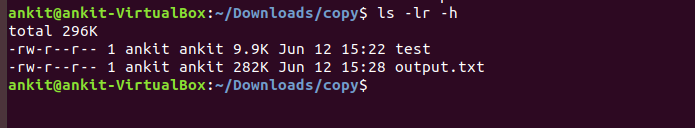 ankit@ankit-VirtualBox:~/Downloads/copy$ ls -lr -h
total 296K
-rw-r--r-- 1 ankit ankit 9.9K Jun 12 15:22 test
-rw-r--r-- 1 ankit ankit 282K Jun 12 15:28 output.txt
ankit@ankit-VirtualBox:~/Downloads/copy$